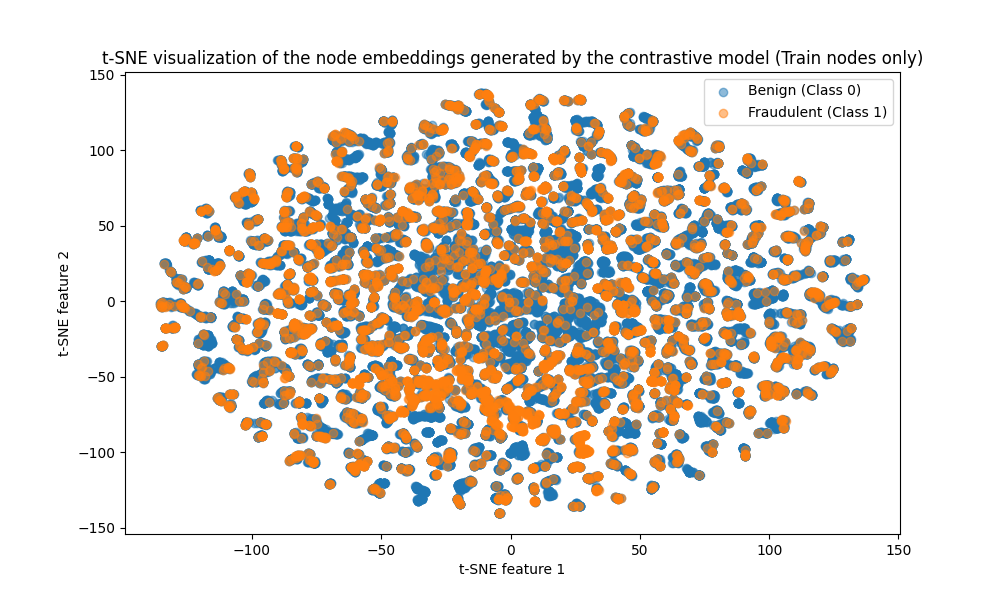 t-SNE visualization of the node embeddings generated by the contrastive model (Train nodes only)
Benign (Class 0)
Fraudulent (Class 1)
150
100
50
0
−50
−100
−150
t-SNE feature 2
−100
−50
0
50
100
150
t-SNE feature 1